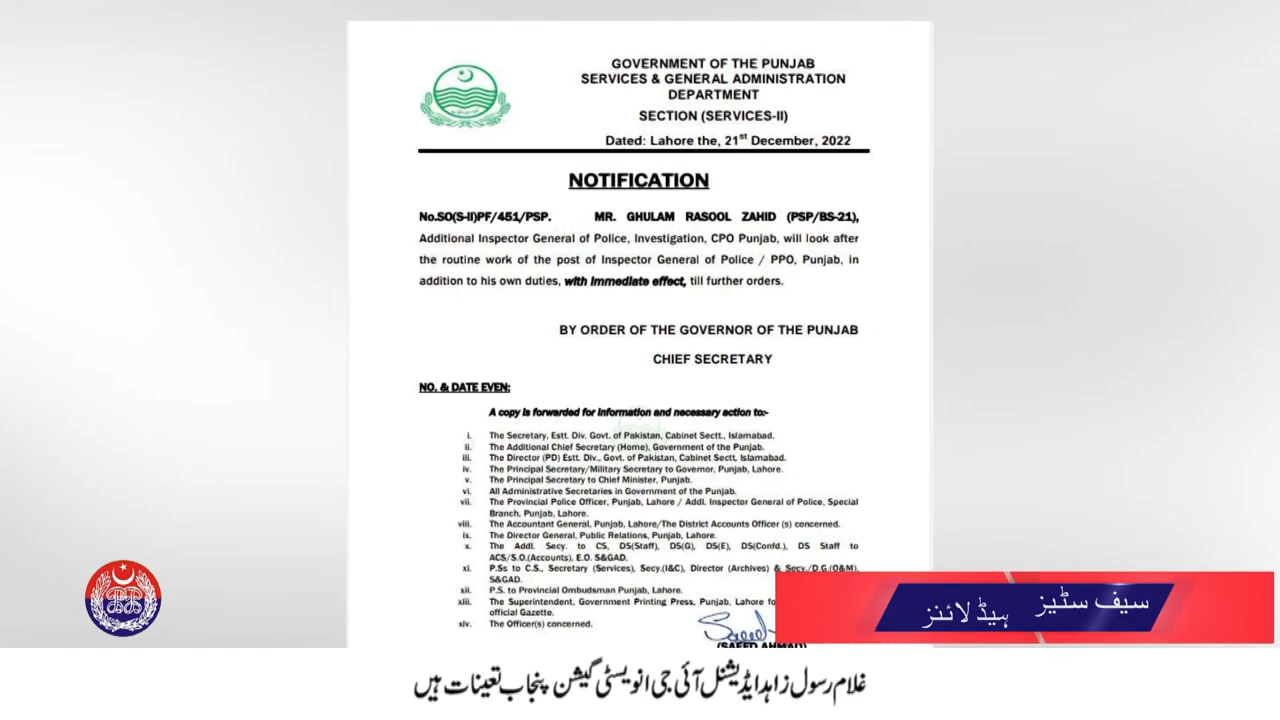 GOVERNMENT OF THE PUNJAB
SERVICES & GENERAL ADMINISTRATION
DEPARTMENT
SECTION (SERVICES-II)
Dated: Lahore the, 21st December, 2022
NOTIFICATION
No.SO(S-II)PF/451/PSP. MR. GHULAM RASOOL ZAHID (PSP/BS-21),
Additional Inspector General of Police, Investigation, CPO Punjab, will look after
the routine work of the post of Inspector General of Police / PPO, Punjab, in
addition to his own duties, with immediate effect, till further orders.
BY ORDER OF THE GOVERNOR OF THE PUNJAB
CHIEF SECRETARY
NO. & DATE EVEN:
A copy is forwarded for information and necessary action to:-
i. The Secretary, Estt. Div. Govt. of Pakistan, Cabinet Sectt., Islamabad.
ii. The Additional Chief Secretary (Home), Government of the Punjab.
iii. The Director (PD) Estt. Div., Govt. of Pakistan, Cabinet Sectt, Islamabad.
iv. The Principal Secretary/Military Secretary to Governor, Punjab, Lahore.
v. The Principal Secretary to Chief Minister, Punjab.
vi. All Administrative Secretaries in Government of the Punjab.
vii. The Provincial Police Officer, Punjab, Lahore / Addl. Inspector General of Police, Special
Branch, Punjab, Lahore.
viii. The Accountant General, Punjab, Lahore/The District Accounts Officer (s) concerned.
ix. The Director General, Public Relations, Punjab, Lahore.
x. The Addl. Secy. to CS, DS(Staff), DS(G), DS(E), DS(Confd.), DS Staff to
ACS/S.O.(Accounts), E.O. S&GAD.
xi. P.Ss to C.S., Secretary (Services), Secy.(I&C), Director (Archives) & Secy./D.G.(O&M),
S&GAD.
xii. P.S. to Provincial Ombudsman Punjab, Lahore.
xiii. The Superintendent, Government Printing Press, Punjab, Lahore fo
official Gazette.
xiv. The Officer(s) concerned.
Saeed
(SAEED AHMAD)
سیف سٹیز ہیڈ لائنز
غلام رسول زاہد ایڈیشنل آئی جی انویسٹی گیشن پنجاب تعینات ہیں